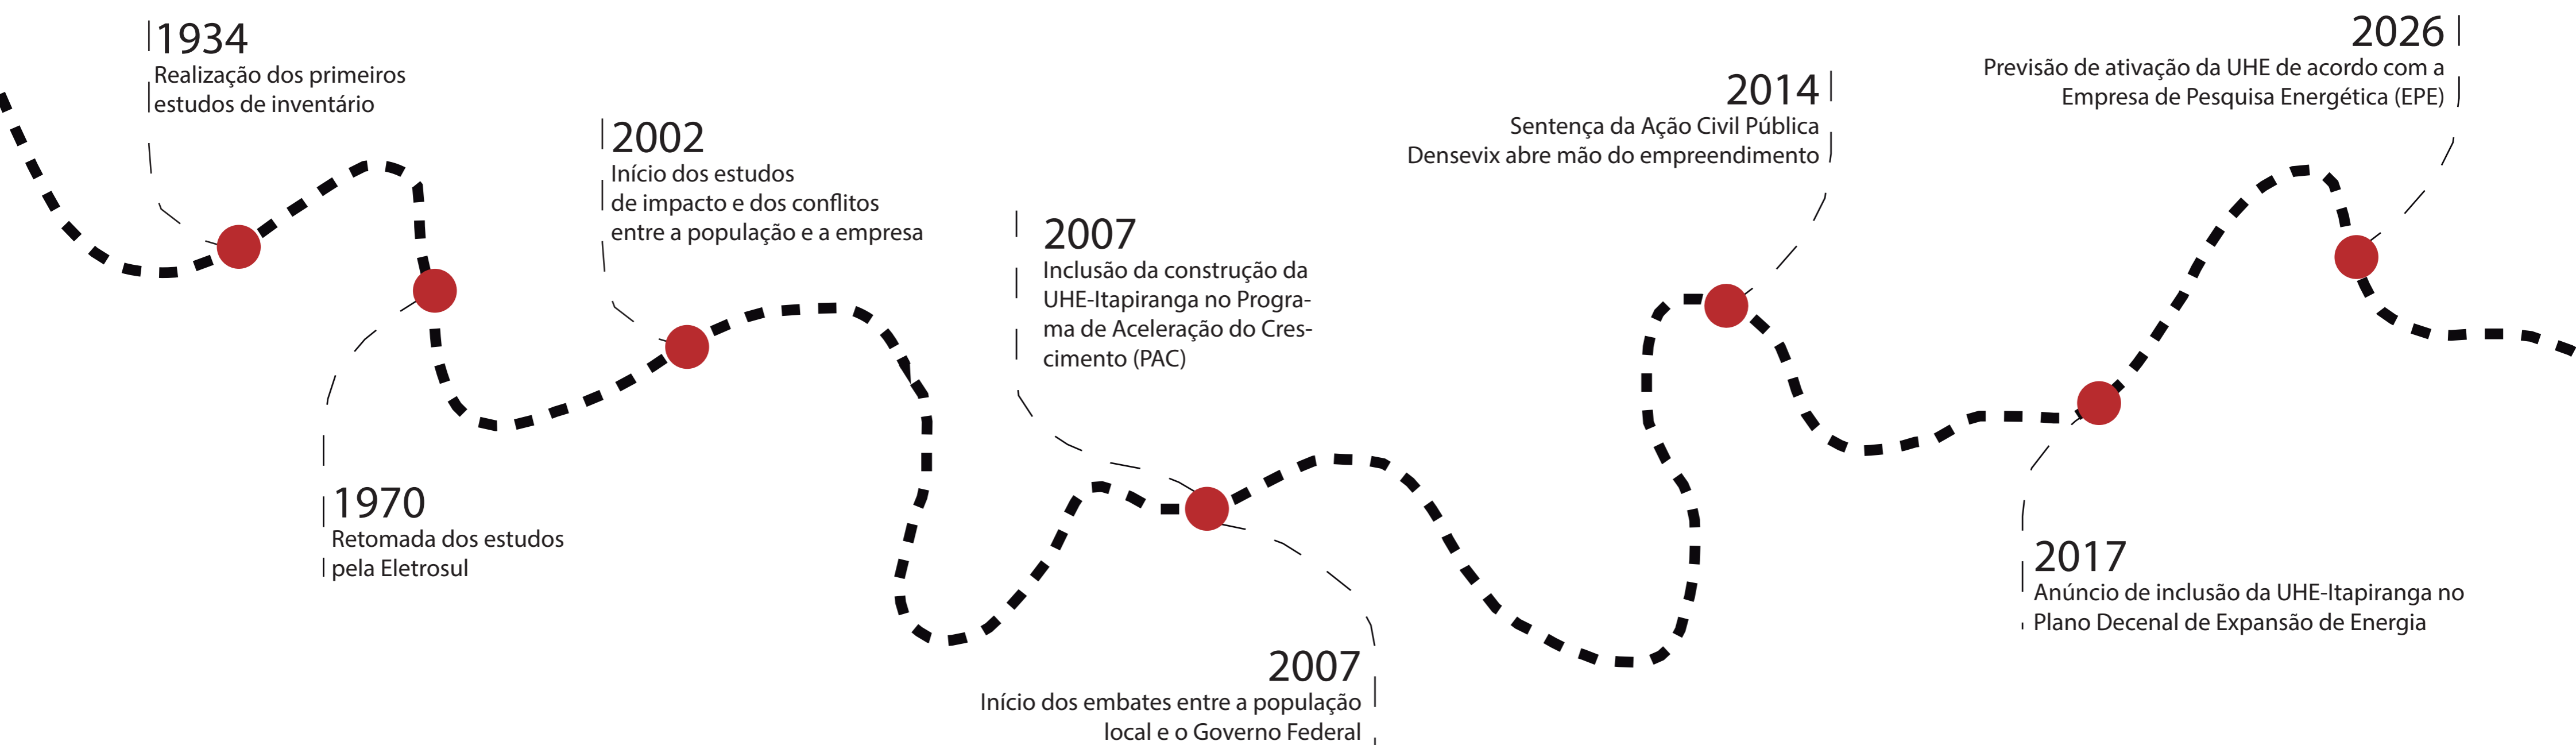 1934
Realização dos primeiros
estudos de inventário
1970
Retomada dos estudos
pela Eletrosul
2002
Início dos estudos
de impacto e dos conflitos
entre a população e a empresa
2007
Inclusão da construção da
UHE-Itapiranga no Progra-
ma de Aceleração do Cres-
cimento (PAC)
2007
Início dos embates entre a população
local e o Governo Federal
2014
Sentença da Ação Civil Pública
Densevix abre mão do empreendimento
2017
Anúncio de inclusão da UHE-Itapiranga no
Plano Decenal de Expansão de Energia
2026
Previsão de ativação da UHE de acordo com a
Empresa de Pesquisa Energética (EPE)